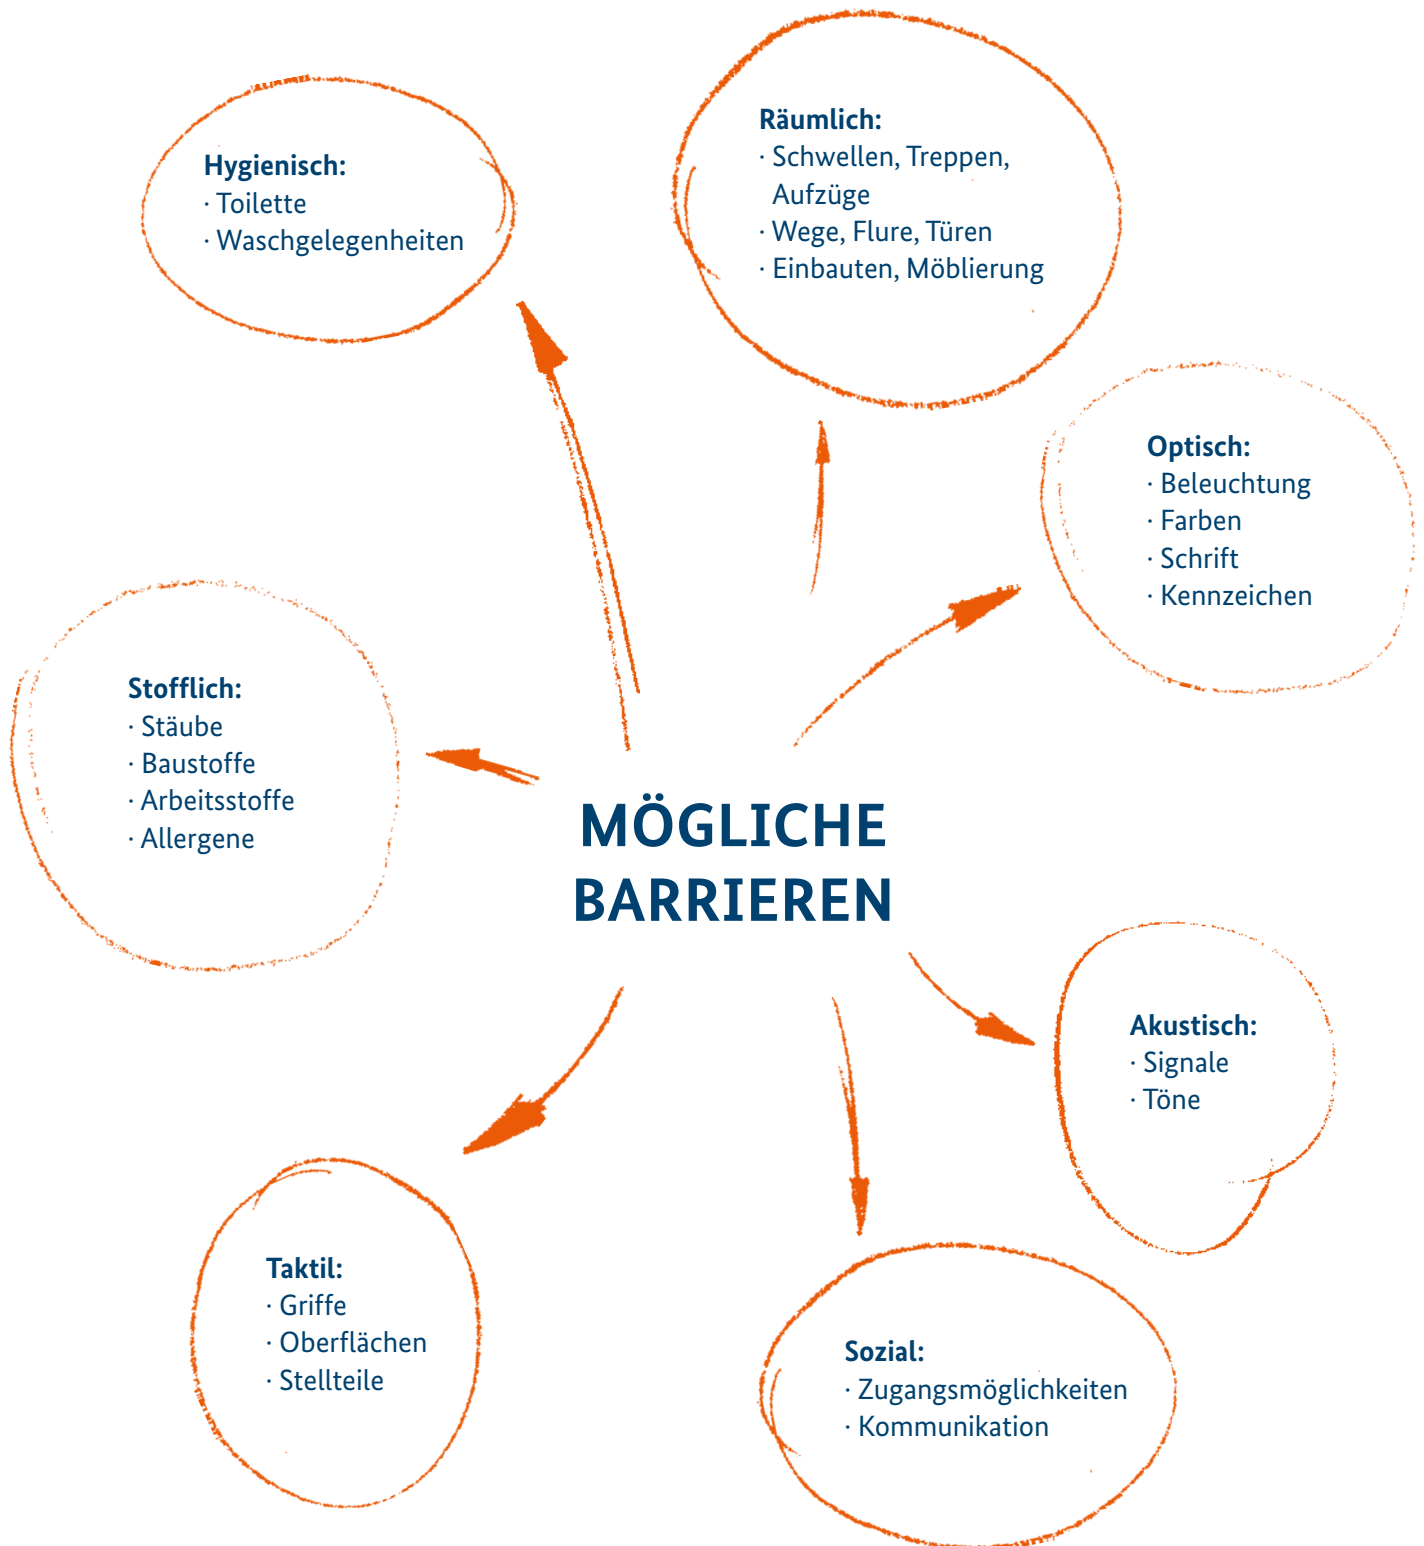 Hygienisch:
· Toilette
· Waschgelegenheiten
Räumlich:
· Schwellen, Treppen,
Aufzüge
· Wege, Flure, Türen
· Einbauten, Möblierung
Optisch:
· Beleuchtung
· Farben
· Schrift
· Kennzeichen
Stofflich:
· Stäube
· Baustoffe
· Arbeitsstoffe
· Allergene
MÖGLICHE
BARRIEREN
Akustisch:
· Signale
· Töne
Taktil:
· Griffe
· Oberflächen
· Stellteile
Sozial:
· Zugangsmöglichkeiten
· Kommunikation